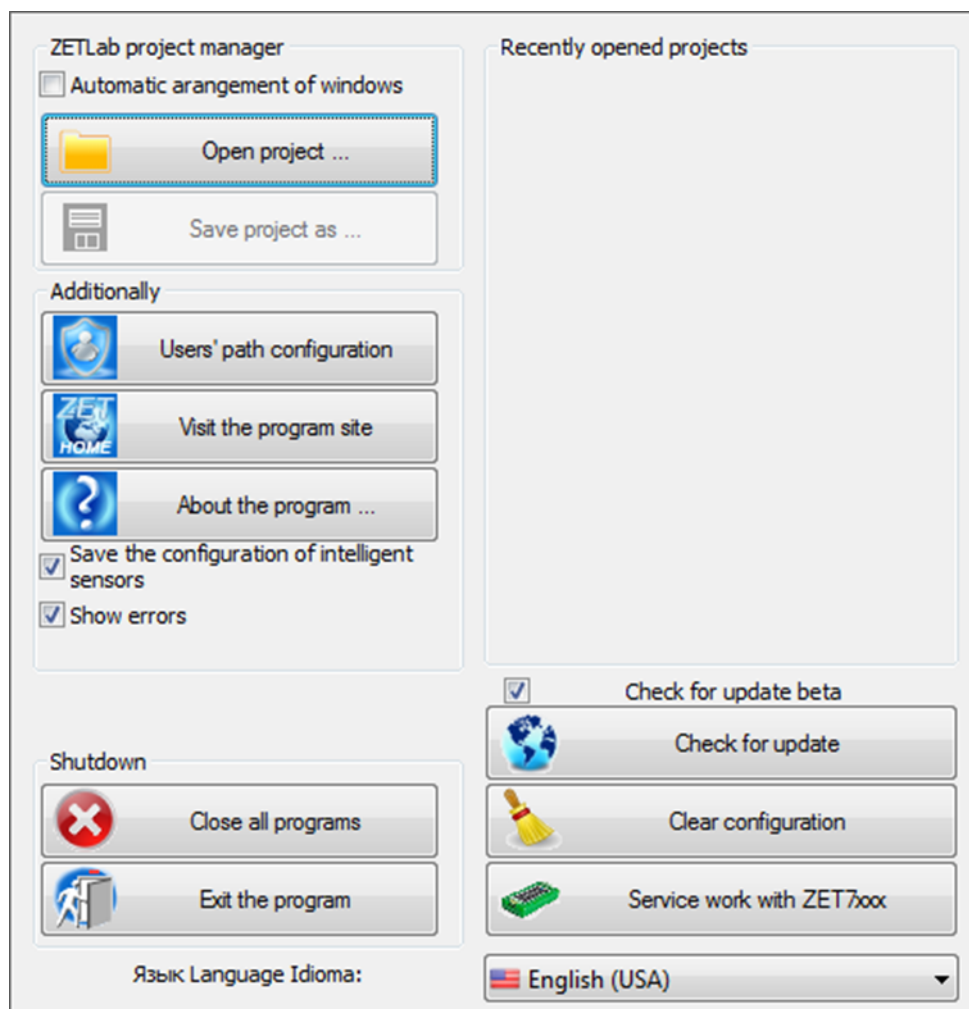 ZETLab project manager
Automatic arangement of windows
Open project ...
Save project as ...
Additionally
Users' path configuration
ZET
HOME
Visit the program site
About the program ...
Save the configuration of intelligent
sensors
Show errors
Shutdown
Close all programs
Exit the program
Язык Language Idioma:
Recently opened projects
Check for update beta
Check for update
Clear configuration
Service work with ZET7xxx
English (USA)